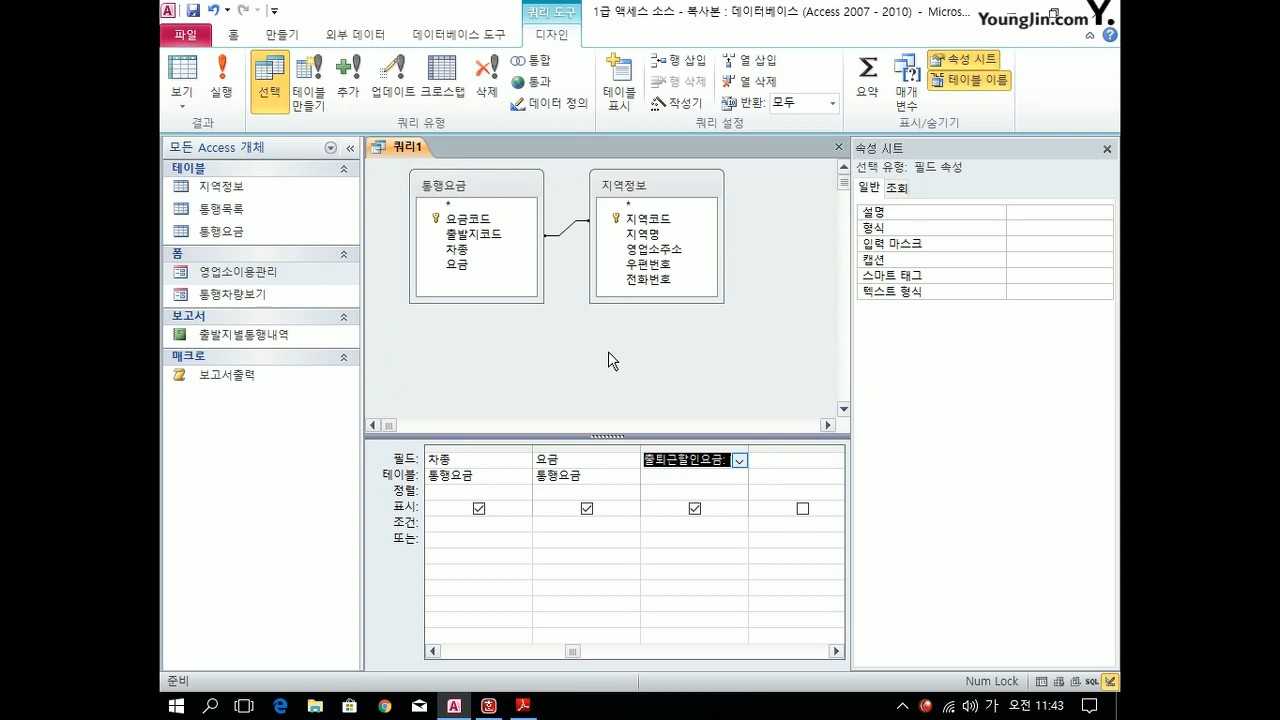 1급 액세스 소스 - 복사본 : 데이터베이스 (Access 2007 - 2010) - Micros...
쿼리 도구
YoungJin.com Y.
파일 홈 만들기 외부 데이터 데이터베이스 도구 디자인
보기 실행 선택 테이블 만들기 추가 업데이트 크로스탭 삭제
통합
통과
데이터 정의
테이블 표시
행 삽입
행 삭제
작성기
열 삽입
열 삭제
반환: 모두
요약
매개 변수
속성 시트
테이블 이름
결과 쿼리 유형 쿼리 설정 표시/숨기기
모든 Access 개체
테이블
지역정보
통행목록
통행요금
폼
영업소이용관리
통행차량보기
보고서
출발지별통행내역
매크로
보고서출력
쿼리1
통행요금
*
요금코드
출발지코드
차종
요금
지역정보
*
지역코드
지역명
영업소주소
우편번호
전화번호
필드: 차종 요금 출퇴근할인요금:
테이블: 통행요금 통행요금
정렬:
표시:
조건:
또는:
속성 시트
선택 유형: 필드 속성
일반 조회
설명
형식
입력 마스크
캡션
스마트 태그
텍스트 형식
준비
Num Lock
SQL
가 오전 11:43